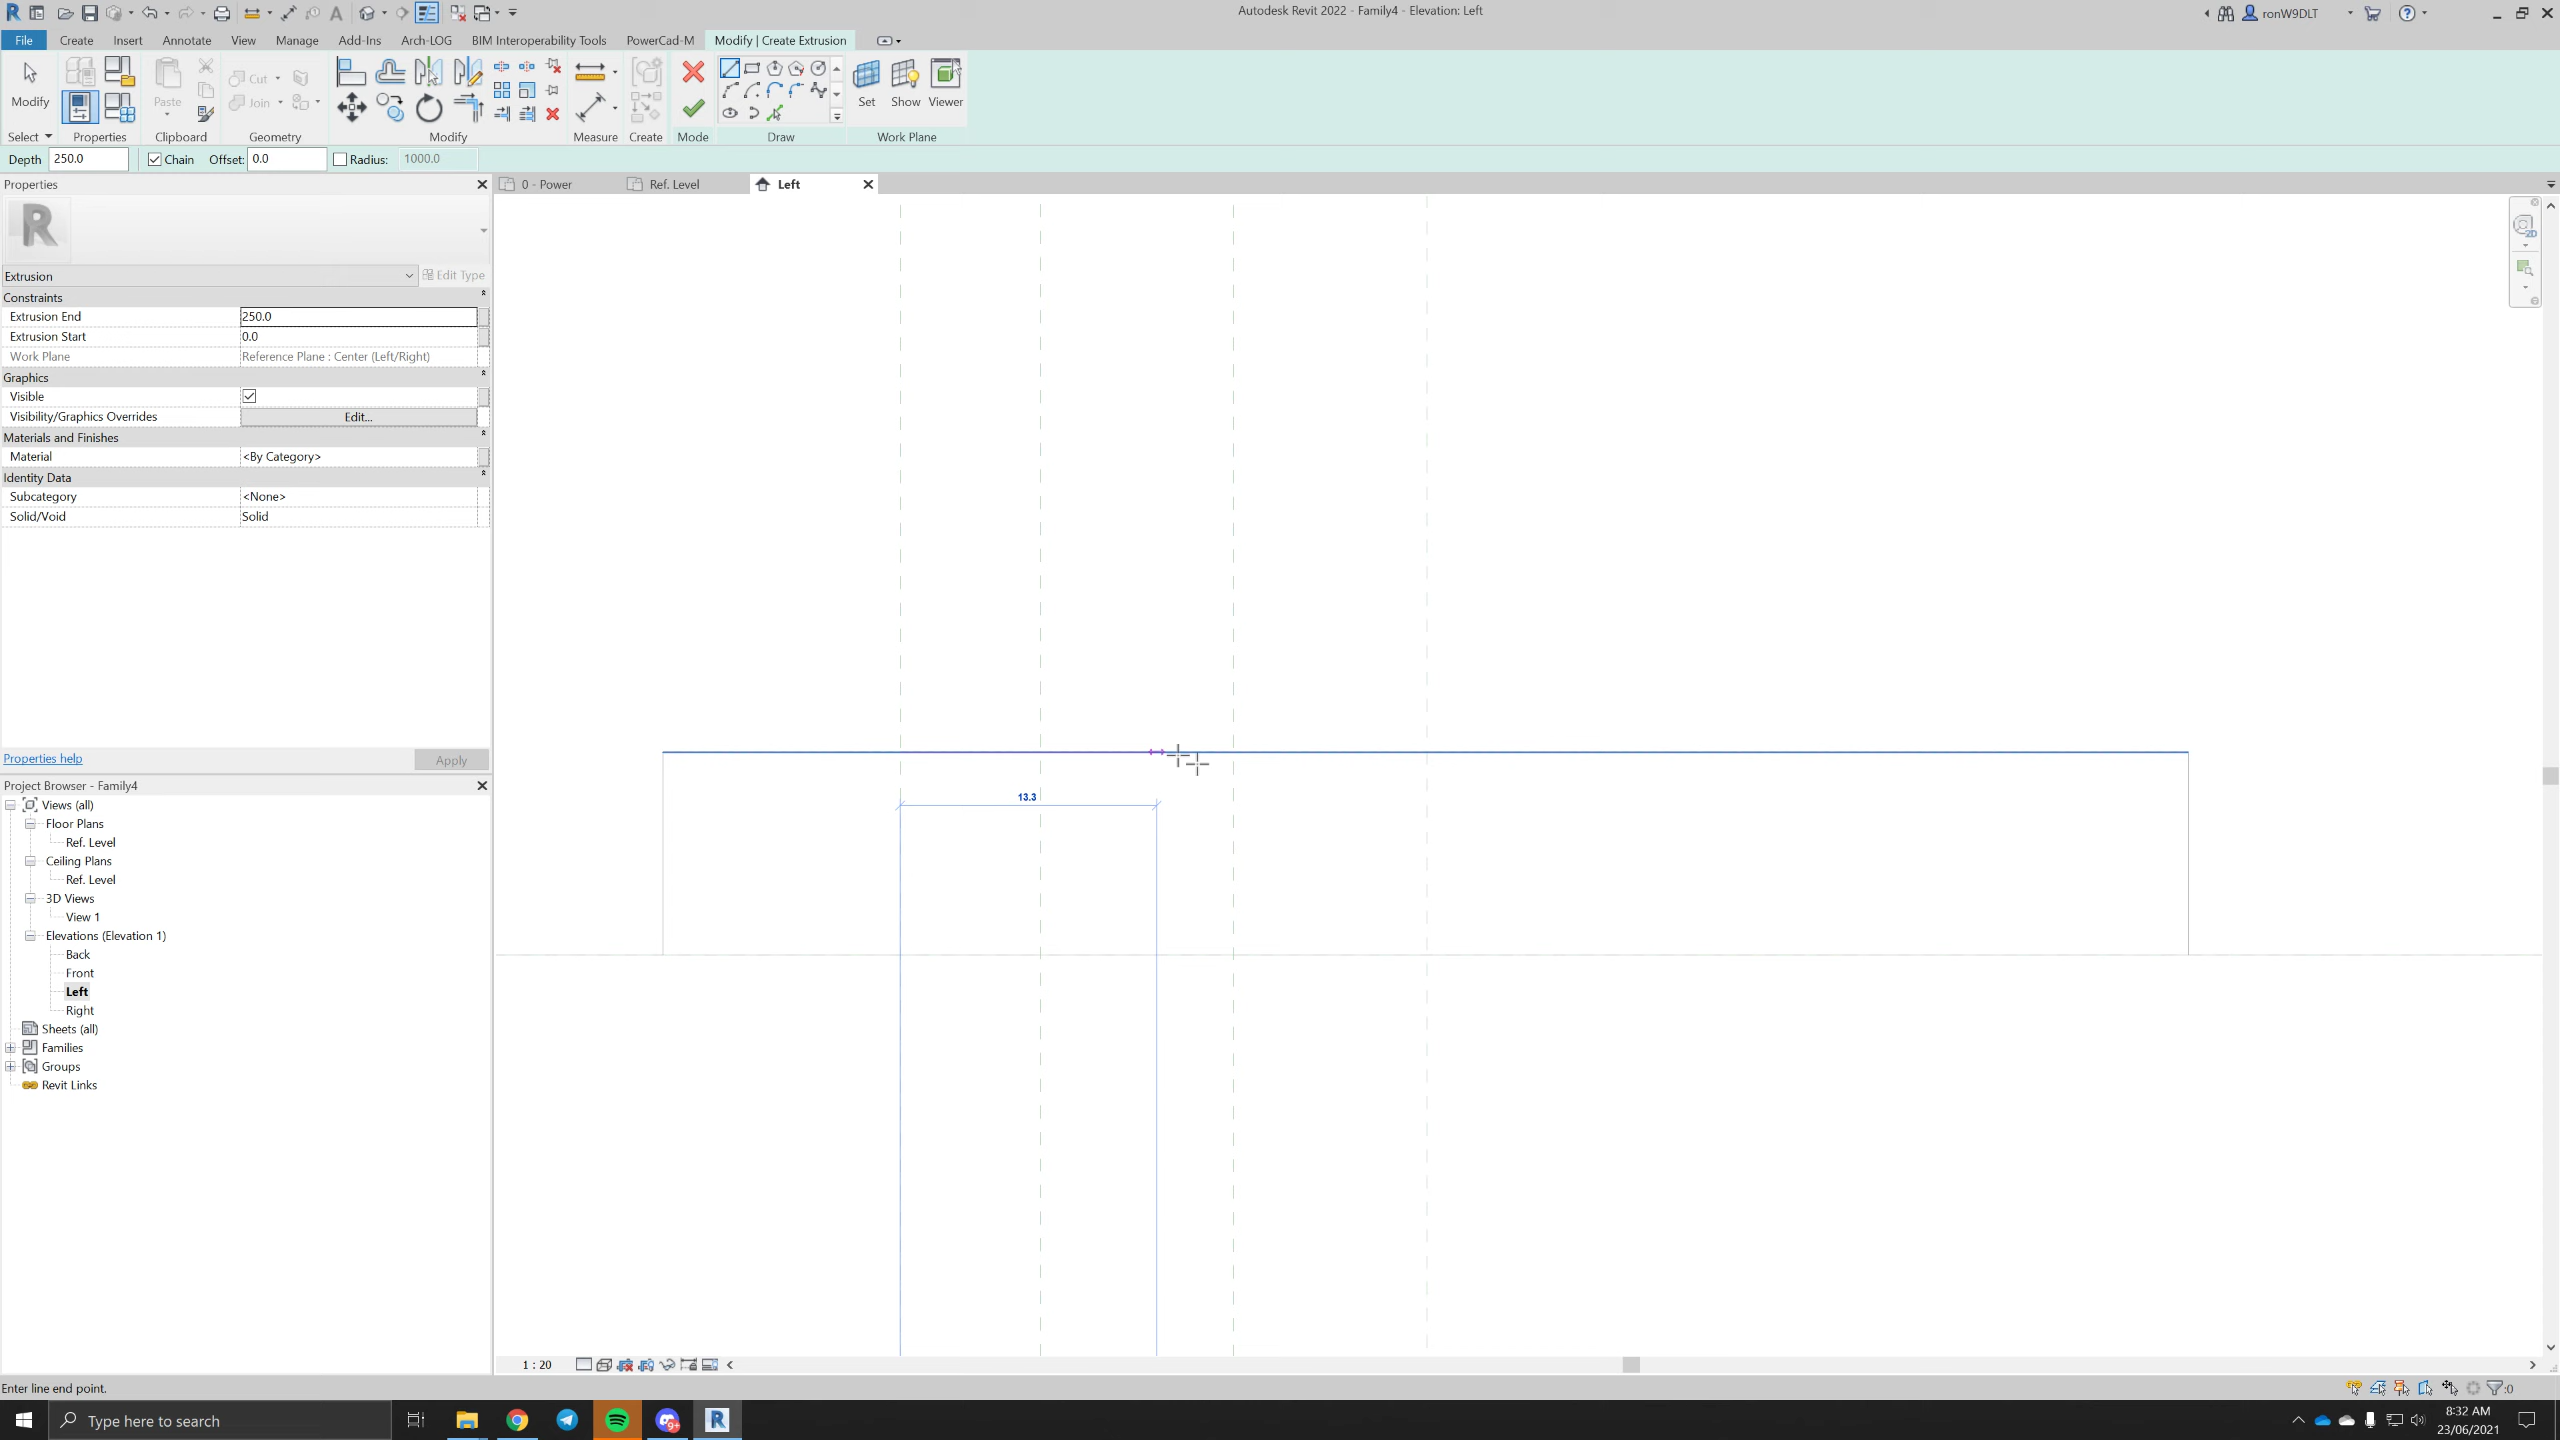 Autodesk Revit 2022 - Family4 - Elevation: Left
ronW9DLT
File Create Insert Annotate View Manage Add-Ins Arch-LOG BIM Interoperability Tools PowerCad-M Modify | Create Extrusion
Modify
Paste
Cut
Join
Set Show Viewer
Select Properties Clipboard Geometry Modify Measure Create Mode Draw Work Plane
Depth 250.0 Chain Offset: 0.0 Radius: 1000.0
Properties
0 - Power Ref. Level Left
R
Extrusion Edit Type
Constraints
Extrusion End 250.0
Extrusion Start 0.0
Work Plane Reference Plane : Center (Left/Right)
Graphics
Visible
Visibility/Graphics Overrides Edit...
Materials and Finishes
Material <By Category>
Identity Data
Subcategory <None>
Solid/Void Solid
2D
13.3
Properties help Apply
Project Browser - Family4
Views (all)
Floor Plans
Ref. Level
Ceiling Plans
Ref. Level
3D Views
View 1
Elevations (Elevation 1)
Back
Front
Left
Right
Sheets (all)
Families
Groups
Revit Links
1 : 20
Enter line end point.
:0
Type here to search
9+
8:32 AM
23/06/2021